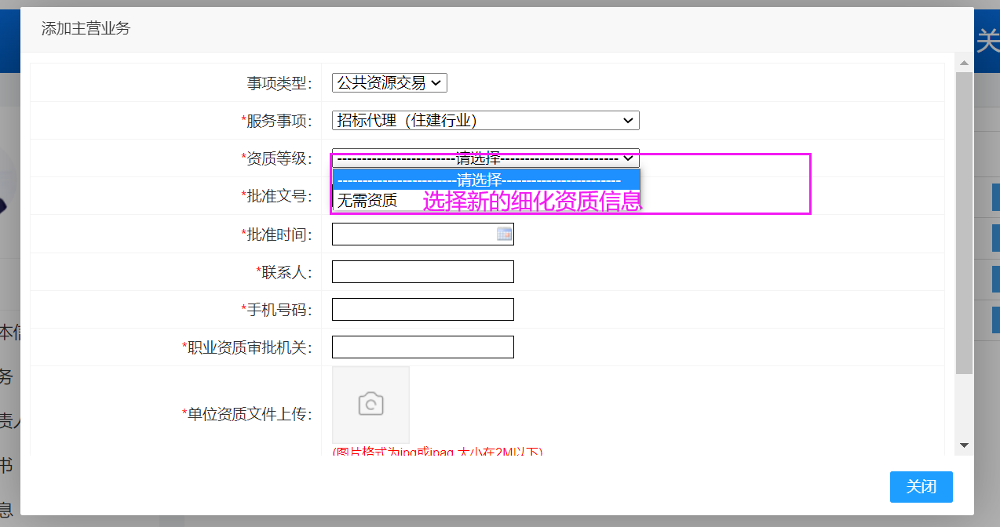 添加主营业务
关
事项类型：
公共资源交易
*服务事项：
招标代理（住建行业）
*资质等级：
------------------------请选择------------------------
------------------------请选择------------------------
*批准文号：
无需资质
选择新的细化资质信息
*批准时间：
*联系人：
*手机号码：
本信
*职业资质审批机关：
务
*单位资质文件上传：
责人
(图片格式为jpg或jpag,大小在2M以下)
书
关闭
息